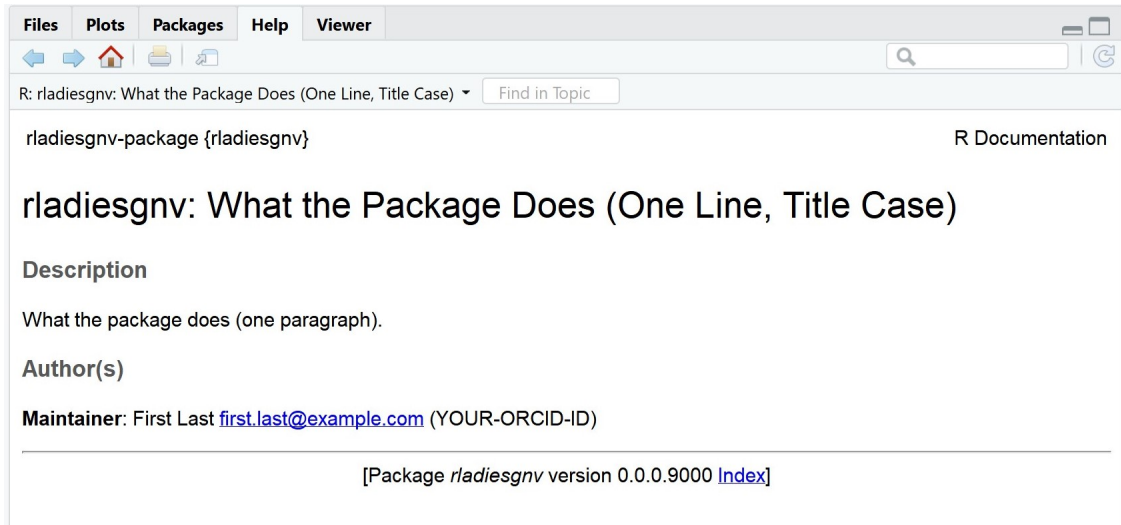 Files Plots Packages Help Viewer
R: rladiesgnv: What the Package Does (One Line, Title Case) Find in Topic
rladiesgnv-package {rladiesgnv} R Documentation
rladiesgnv: What the Package Does (One Line, Title Case)
Description
What the package does (one paragraph).
Author(s)
Maintainer: First Last first.last@example.com (YOUR-ORCID-ID)
[Package rladiesgnv version 0.0.0.9000 Index]